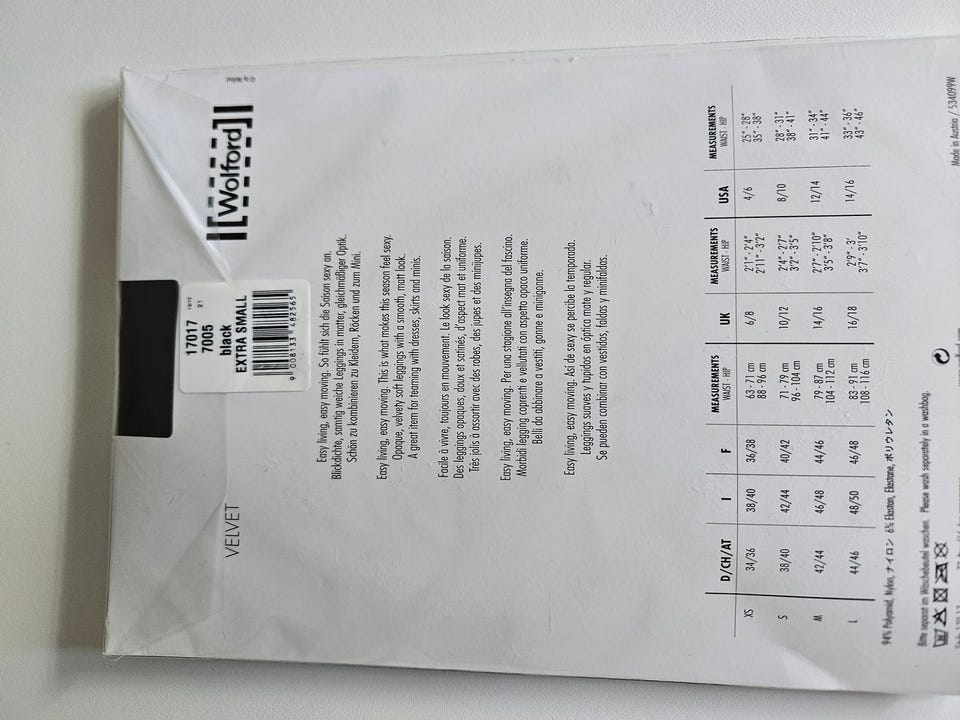 © by Wolford
[Wolford]
18/10
21
17017
7005
black
EXTRA SMALL
9 008133 482565
VELVET
Easy living, easy moving. So fühlt sich die Saison sexy an.
Blickdichte, samtig weiche Leggings in matter, gleichmäßiger Optik.
Schön zu kombinieren zu Kleidern, Röcken und zum Mini.
Easy living, easy moving. This is what makes this season feel sexy.
Opaque, velvety soft leggings with a smooth, matt look.
A great item for teaming with dresses, skirts and minis.
Facile à vivre, toujours en mouvement. Le look sexy de la saison.
Des leggings opaques, doux et satinés, d'aspect mat et uniforme.
Très jolis à assortir avec des robes, des jupes et des minijupes.
Easy living, easy moving. Per una stagione all'insegna del fascino.
Morbidi legging coprenti e vellutati con aspetto opaco uniforme.
Belli da abbinare a vestiti, gonne e minigonne.
Easy living, easy moving. Así de sexy se percibe la temporada.
Leggings suaves y tupidos en óptica mate y regular.
Se pueden combinar con vestidos, faldas y minifaldas.
D/CH/AT I F MEASUREMENTS WAIST - HIP UK MEASUREMENTS WAIST - HIP USA MEASUREMENTS WAIST - HIP
XS 34/36 38/40 36/38 63 - 71 cm 88 - 96 cm 6/8 2'1" - 2'4" 2'11" - 3'2" 4/6 25" - 28" 35" - 38"
S 38/40 42/44 40/42 71 - 79 cm 96 - 104 cm 10/12 2'4" - 2'7" 3'2" - 3'5" 8/10 28" - 31" 38" - 41"
M 42/44 46/48 44/46 79 - 87 cm 104 - 112 cm 14/16 2'7" - 2'10" 3'5" - 3'8" 12/14 31" - 34" 41" - 44"
L 44/46 48/50 46/48 83 - 91 cm 108 - 116 cm 16/18 2'9" - 3' 3'7" - 3'10" 14/16 33" - 36" 43" - 46"
94% Polyamid, Nylon, ナイロン 6% Elastan, Elastane, ポリウレタン
Bitte separat im Wäschebeutel waschen. Please wash separately in a washbag.
Made in Austria / 534099W